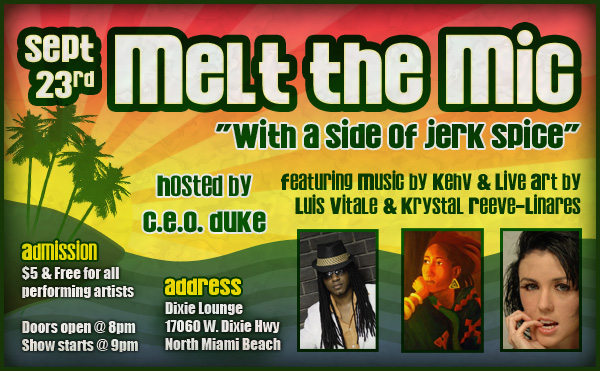 Sept
23rd
Melt the Mic
"With a side of jerk spice"
hosted by
c.e.o. duke
featuring Music by Kehv & Live Art by
Luis Vitale & Krystal Reeve-Linares
admission
$5 & Free for all
performing artists
Doors open @ 8pm
Show starts @ 9pm
address
Dixie Lounge
17060 W. Dixie Hwy
North Miami Beach